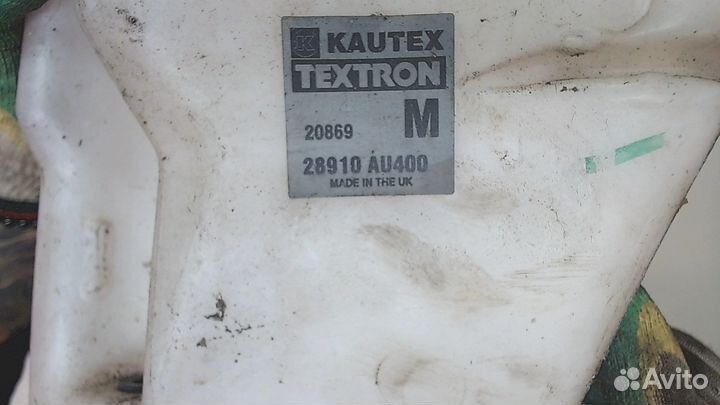 K KAUTEX
TEXTRON
20869 M
28910 AU400
MADE IN THE UK
Avito